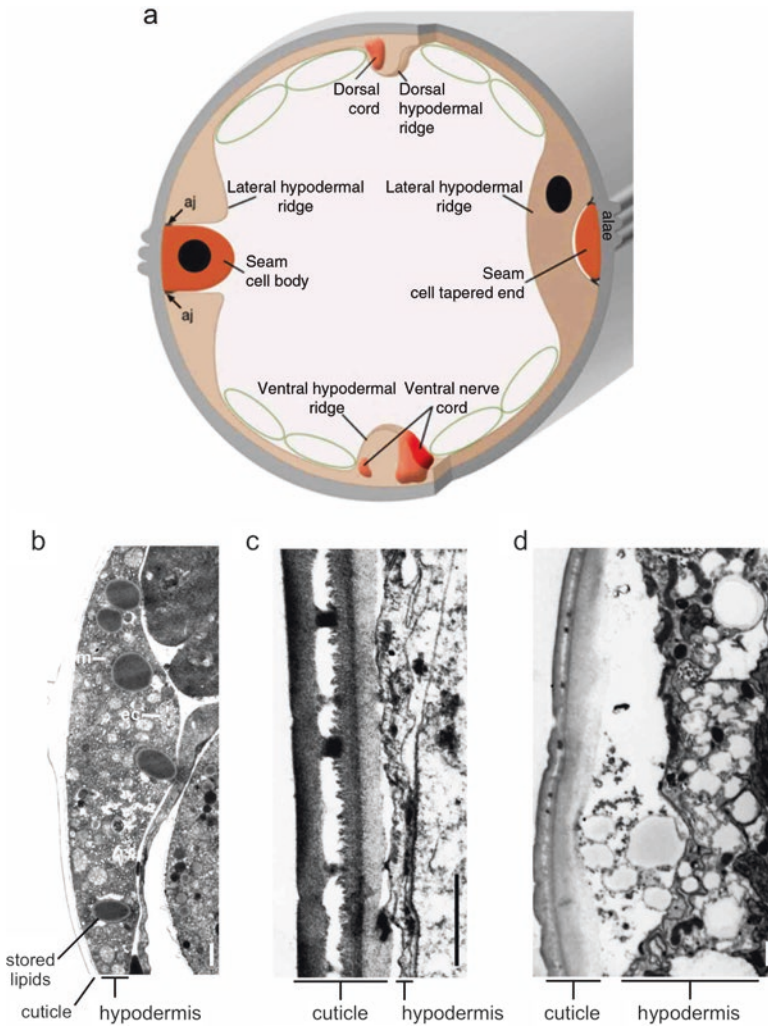 a
Dorsal
cord
Dorsal
hypodermal
ridge
Lateral hypodermal
ridge
Lateral hypodermal
ridge
aj
alae
Seam
cell body
Seam
cell tapered end
aj
Ventral hypodermal
ridge
Ventral nerve
cord
b
c
d
m
ec
stored
lipids
cuticle
hypodermis
cuticle
hypodermis
cuticle
hypodermis